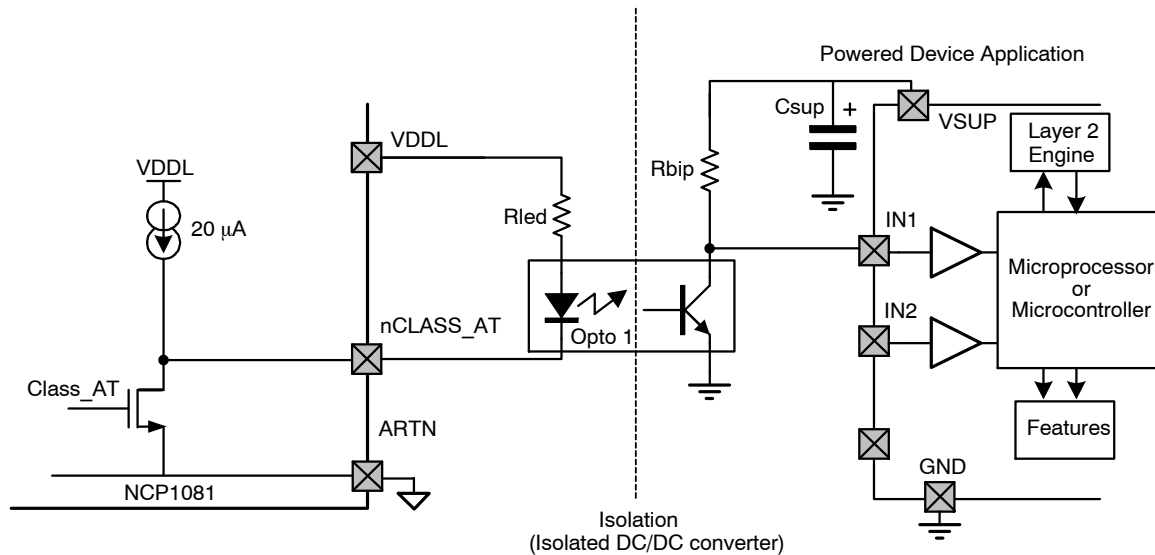 Powered Device Application
Csup
+
VSUP
VDDL
VDDL
20 μA
Rled
Rbip
Layer 2
Engine
IN1
Microprocessor
or
Microcontroller
nCLASS_AT
Opto 1
IN2
Class_AT
ARTN
Features
NCP1081
GND
Isolation
(Isolated DC/DC converter)